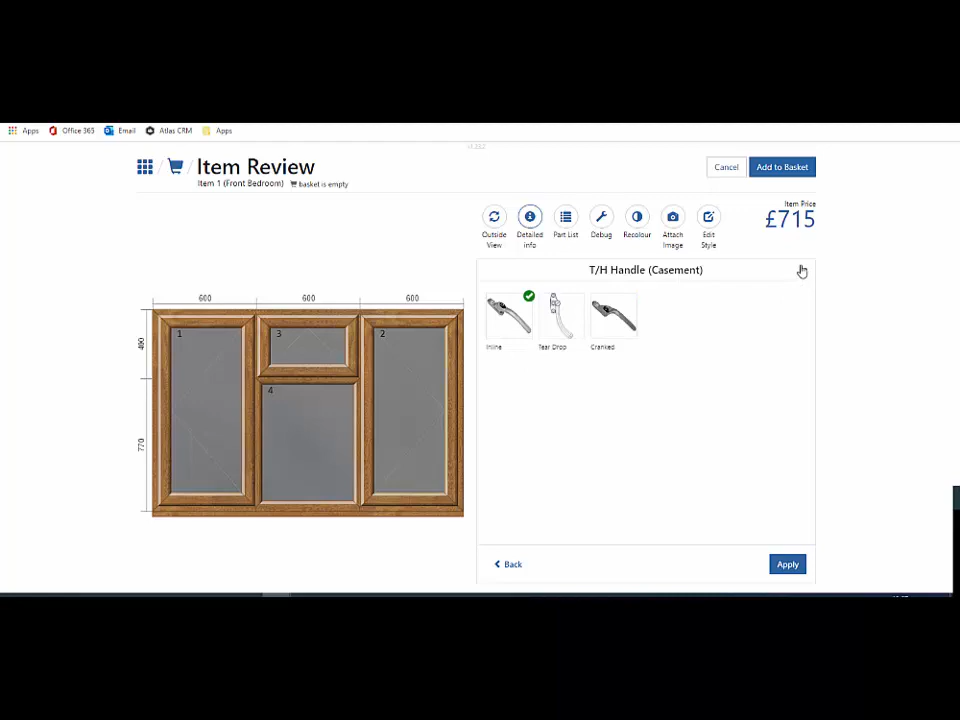 Apps Office 365 Email Atlas CRM Apps
Item Review
Item 1 (Front Bedroom) basket is empty
Cancel Add to Basket
Item Price
£715
Outside View
Detailed info
Part List
Debug
Recolour
Attach Image
Edit Style
T/H Handle (Casement)
Inline Tear Drop Cranked
600 600 600
490
770
1 3 2
4
Back
Apply